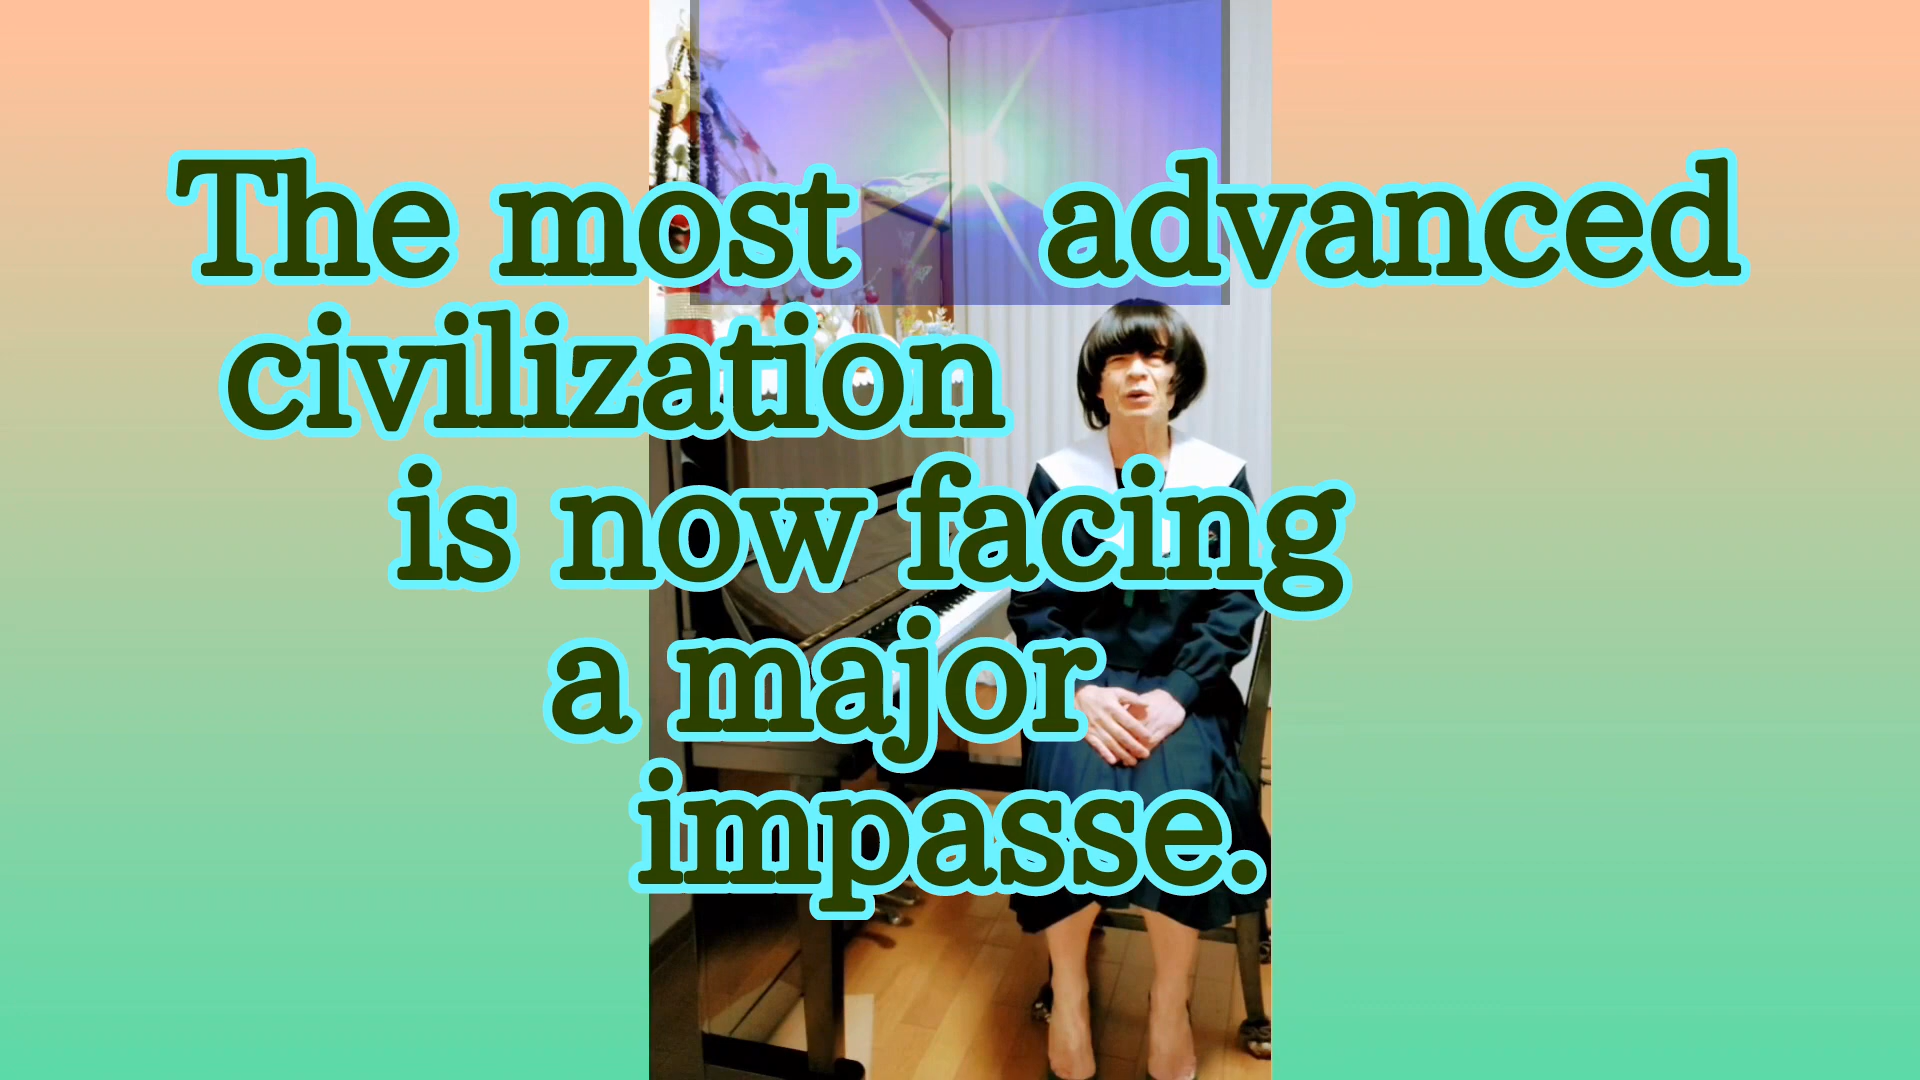 The most advanced
civilization
is now facing
a major
impasse.